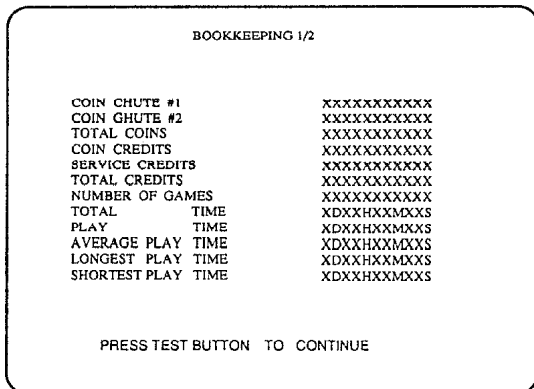 BOOKKEEPING 1/2
COIN CHUTE #1 XXXXXXXXXXX
COIN GHUTE #2 XXXXXXXXXXX
TOTAL COINS XXXXXXXXXXX
COIN CREDITS XXXXXXXXXXX
SERVICE CREDITS XXXXXXXXXXX
TOTAL CREDITS XXXXXXXXXXX
NUMBER OF GAMES XXXXXXXXXXX
TOTAL TIME XDXXHXXMXXS
PLAY TIME XDXXHXXMXXS
AVERAGE PLAY TIME XDXXHXXMXXS
LONGEST PLAY TIME XDXXHXXMXXS
SHORTEST PLAY TIME XDXXHXXMXXS
PRESS TEST BUTTON TO CONTINUE